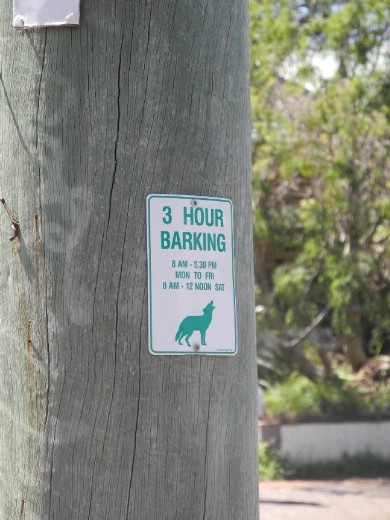 3 HOUR
BARKING
8 AM - 5:30 PM
MON TO FRI
8 AM - 12 NOON SAT